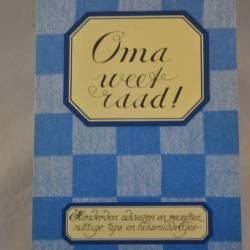 Oma
weet
raad!
Honderden adviezen en recepten,
nuttige tips en huismiddeltjes